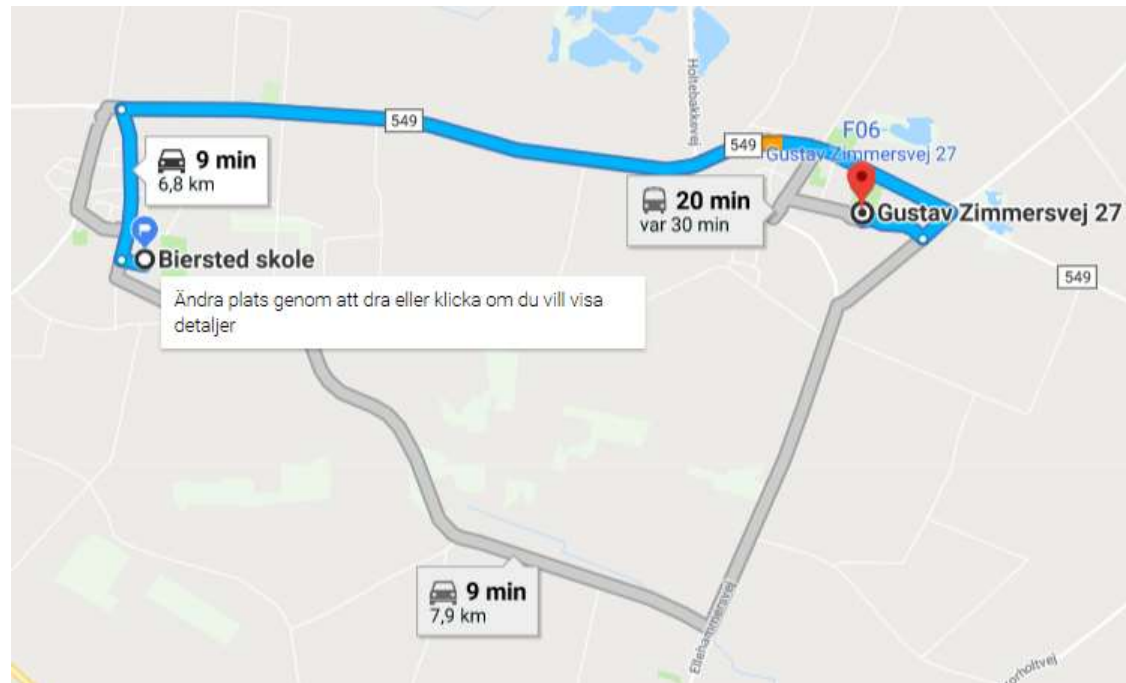 Holtebakkevej
549
549
F06
Gustav Zimmersvej 27
9 min
6,8 km
20 min
var 30 min
Gustav Zimmersvej 27
Biersted skole
549
Ändra plats genom att dra eller klicka om du vill visa
detaljer
9 min
7,9 km
Ellehammersvej
orholtvej